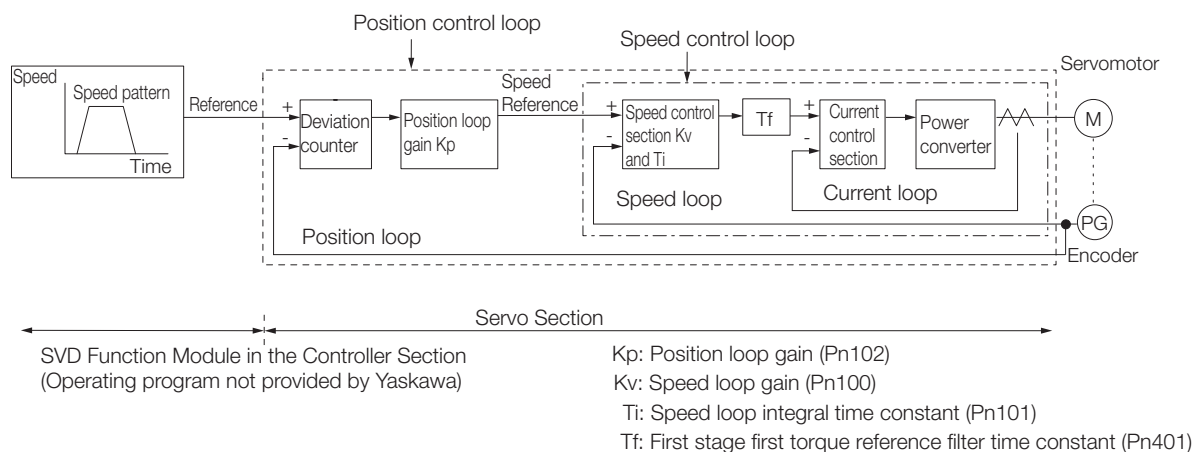 Position control loop
Speed control loop
Servomotor
Speed
Speed pattern
Time
Reference
+
-
Deviation
counter
Position loop
gain Kp
Speed
Reference
+
-
Speed control
section Kv
and Ti
Tf
+
-
Current
control
section
Power
converter
M
Speed loop
Current loop
PG
Position loop
Encoder
Servo Section
SVD Function Module in the Controller Section
(Operating program not provided by Yaskawa)
Kp: Position loop gain (Pn102)
Kv: Speed loop gain (Pn100)
Ti: Speed loop integral time constant (Pn101)
Tf: First stage first torque reference filter time constant (Pn401)